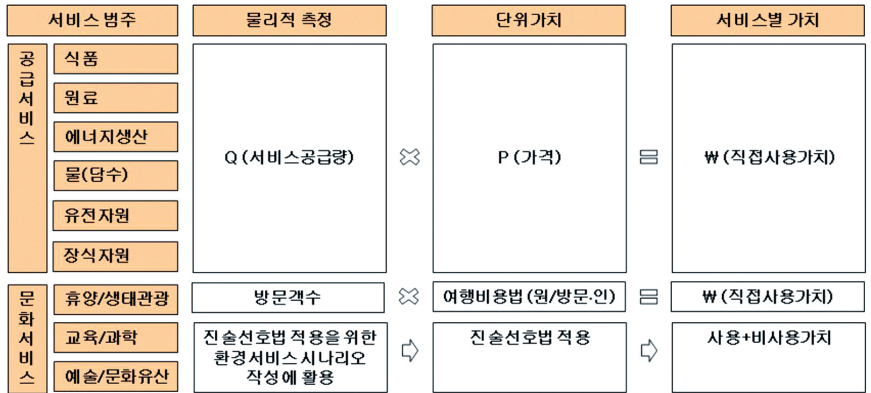 서비스 범주
물리적 측정
단위가치
서비스별 가치
공급서비스
식품
원료
에너지생산
물(담수)
유전자원
장식자원
Q (서비스공급량)
P (가격)
₩ (직접사용가치)
문화서비스
휴양/생태관광
방문객수
여행비용법 (원/방문·인)
₩ (직접사용가치)
교육/과학
예술/문화유산
진술선호법 적용을 위한
환경서비스 시나리오
작성에 활용
진술선호법 적용
사용+비사용가치